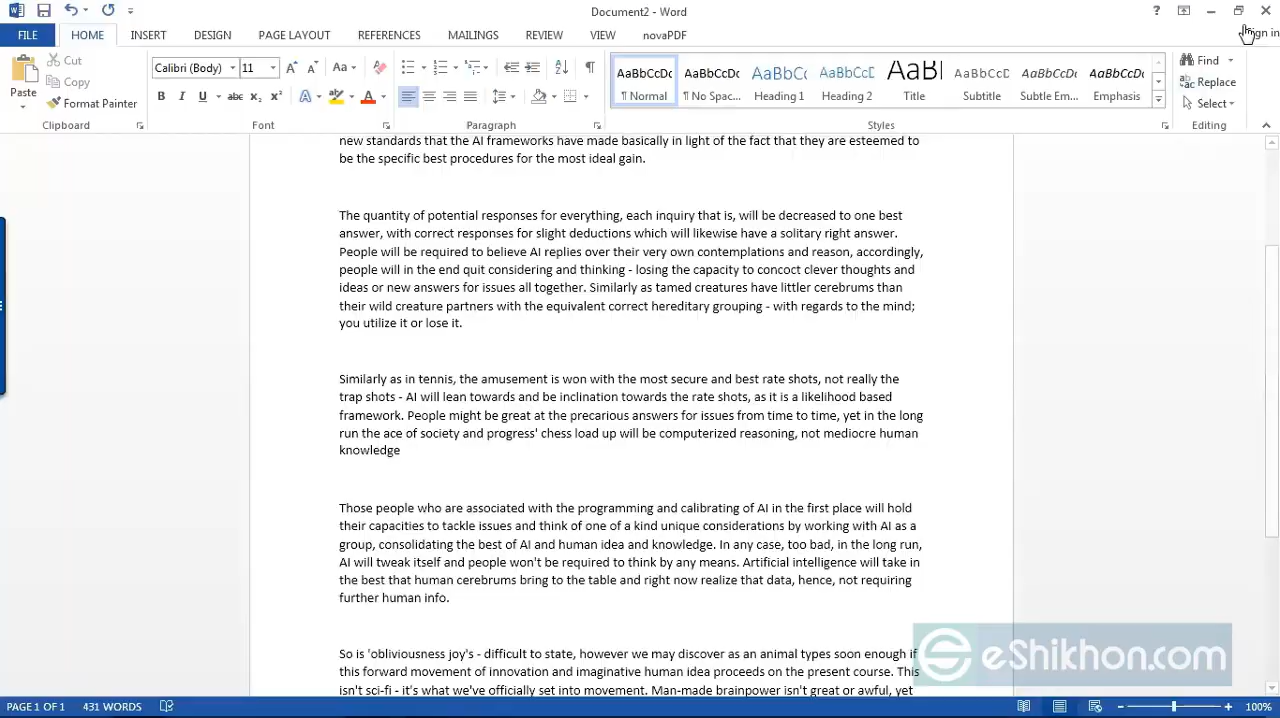 Document2 - Word
?
FILE
HOME
INSERT
DESIGN
PAGE LAYOUT
REFERENCES
MAILINGS
REVIEW
VIEW
novaPDF
Paste
Cut
Copy
Format Painter
Clipboard
Calibri (Body)
11
Font
Paragraph
AaBbCcDc
¶ Normal
AaBbCcDc
¶ No Spac...
AaBbC(
Heading 1
AaBbCcC
Heading 2
AaBl
Title
AaBbCcC
Subtitle
AaBbCcDc
Subtle Em...
AaBbCcDc
Emphasis
Styles
Find
Replace
Select
Editing
new standards that the AI frameworks have made basically in light of the fact that they are esteemed to
be the specific best procedures for the most ideal gain.
The quantity of potential responses for everything, each inquiry that is, will be decreased to one best
answer, with correct responses for slight deductions which will likewise have a solitary right answer.
People will be required to believe AI replies over their very own contemplations and reason, accordingly,
people will in the end quit considering and thinking - losing the capacity to concoct clever thoughts and
ideas or new answers for issues all together. Similarly as tamed creatures have littler cerebrums than
their wild creature partners with the equivalent correct hereditary grouping - with regards to the mind;
you utilize it or lose it.
Similarly as in tennis, the amusement is won with the most secure and best rate shots, not really the
trap shots - AI will lean towards and be inclination towards the rate shots, as it is a likelihood based
framework. People might be great at the precarious answers for issues from time to time, yet in the long
run the ace of society and progress' chess load up will be computerized reasoning, not mediocre human
knowledge
Those people who are associated with the programming and calibrating of AI in the first place will hold
their capacities to tackle issues and think of one of a kind unique considerations by working with AI as a
group, consolidating the best of AI and human idea and knowledge. In any case, too bad, in the long run,
AI will tweak itself and people won't be required to think by any means. Artificial intelligence will take in
the best that human cerebrums bring to the table and right now realize that data, hence, not requiring
further human info.
So is 'obliviousness joy's - difficult to state, however we may discover as an animal types soon enough if
this forward movement of innovation and imaginative human idea proceeds on the present course. This
isn't sci-fi - it's what we've officially set into movement. Man-made brainpower isn't great or awful, yet
eShikhon.com
PAGE 1 OF 1
431 WORDS
100%